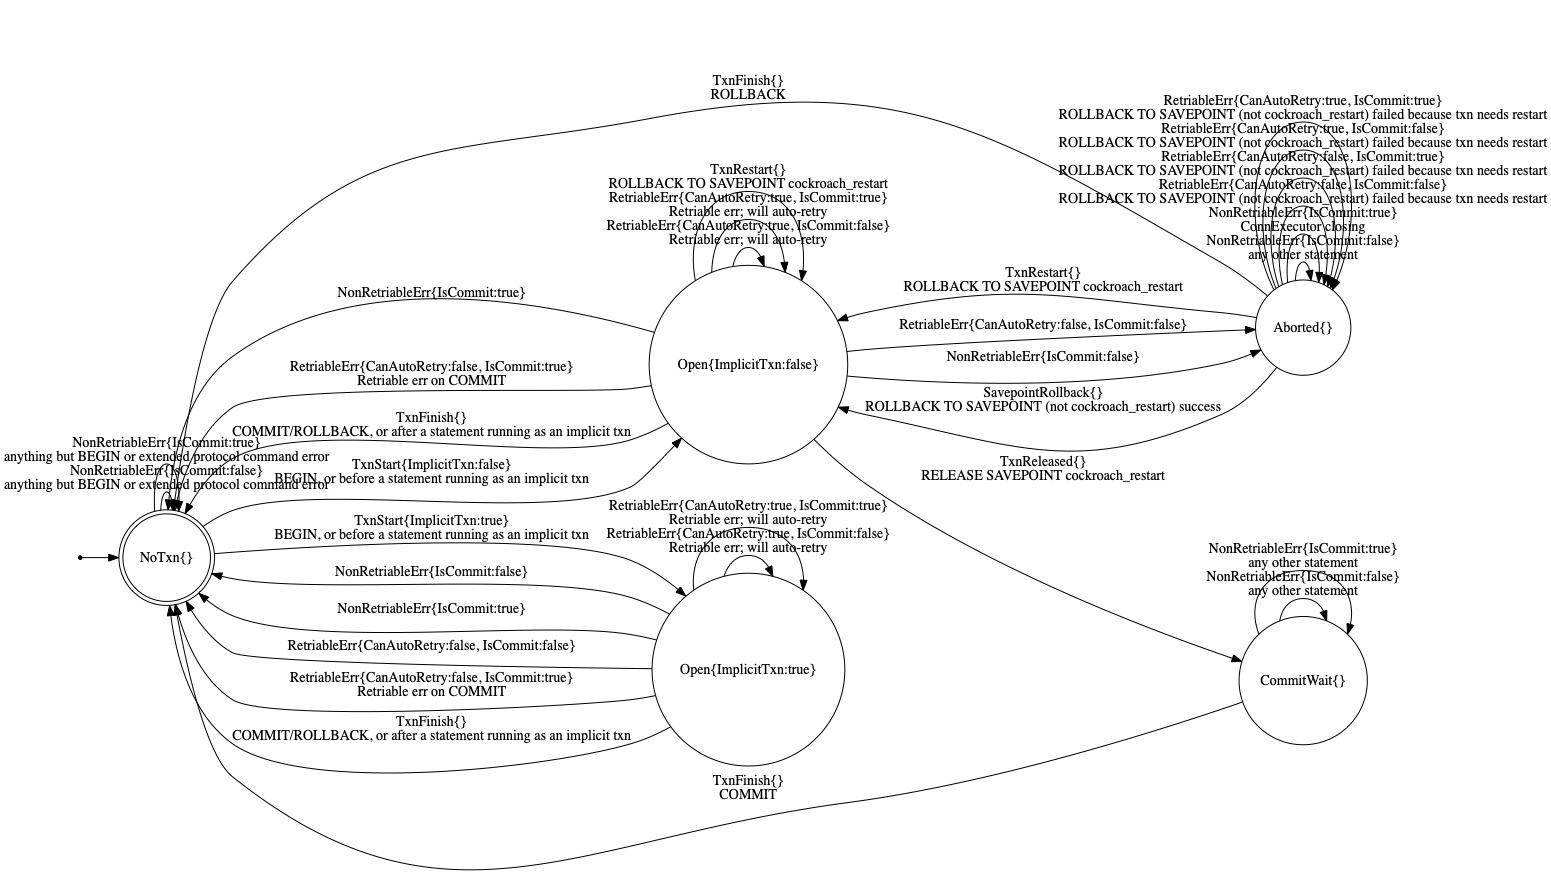 TxnFinish{}
ROLLBACK
RetriableErr{CanAutoRetry:true, IsCommit:true}
ROLLBACK TO SAVEPOINT (not cockroach_restart) failed because txn needs restart
RetriableErr{CanAutoRetry:true, IsCommit:false}
ROLLBACK TO SAVEPOINT (not cockroach_restart) failed because txn needs restart
RetriableErr{CanAutoRetry:false, IsCommit:true}
ROLLBACK TO SAVEPOINT (not cockroach_restart) failed because txn needs restart
RetriableErr{CanAutoRetry:false, IsCommit:false}
ROLLBACK TO SAVEPOINT (not cockroach_restart) failed because txn needs restart
NonRetriableErr{IsCommit:true}
ConnExecutor closing
NonRetriableErr{IsCommit:false}
any other statement
TxnRestart{}
ROLLBACK TO SAVEPOINT cockroach_restart
RetriableErr{CanAutoRetry:true, IsCommit:true}
Retriable err; will auto-retry
RetriableErr{CanAutoRetry:true, IsCommit:false}
Retriable err; will auto-retry
TxnRestart{}
ROLLBACK TO SAVEPOINT cockroach_restart
NonRetriableErr{IsCommit:true}
RetriableErr{CanAutoRetry:false, IsCommit:false}
Aborted{}
NonRetriableErr{IsCommit:false}
Open{ImplicitTxn:false}
RetriableErr{CanAutoRetry:false, IsCommit:true}
Retriable err on COMMIT
SavepointRollback{}
ROLLBACK TO SAVEPOINT (not cockroach_restart) success
TxnFinish{}
COMMIT/ROLLBACK, or after a statement running as an implicit txn
NonRetriableErr{IsCommit:true}
anything but BEGIN or extended protocol command error
NonRetriableErr{IsCommit:false}
anything but BEGIN or extended protocol command error
TxnStart{ImplicitTxn:false}
BEGIN, or before a statement running as an implicit txn
TxnReleased{}
RELEASE SAVEPOINT cockroach_restart
RetriableErr{CanAutoRetry:true, IsCommit:true}
Retriable err; will auto-retry
RetriableErr{CanAutoRetry:true, IsCommit:false}
Retriable err; will auto-retry
TxnStart{ImplicitTxn:true}
BEGIN, or before a statement running as an implicit txn
NoTxn{}
NonRetriableErr{IsCommit:true}
any other statement
NonRetriableErr{IsCommit:false}
any other statement
NonRetriableErr{IsCommit:false}
NonRetriableErr{IsCommit:true}
RetriableErr{CanAutoRetry:false, IsCommit:false}
Open{ImplicitTxn:true}
CommitWait{}
RetriableErr{CanAutoRetry:false, IsCommit:true}
Retriable err on COMMIT
TxnFinish{}
COMMIT/ROLLBACK, or after a statement running as an implicit txn
TxnFinish{}
COMMIT